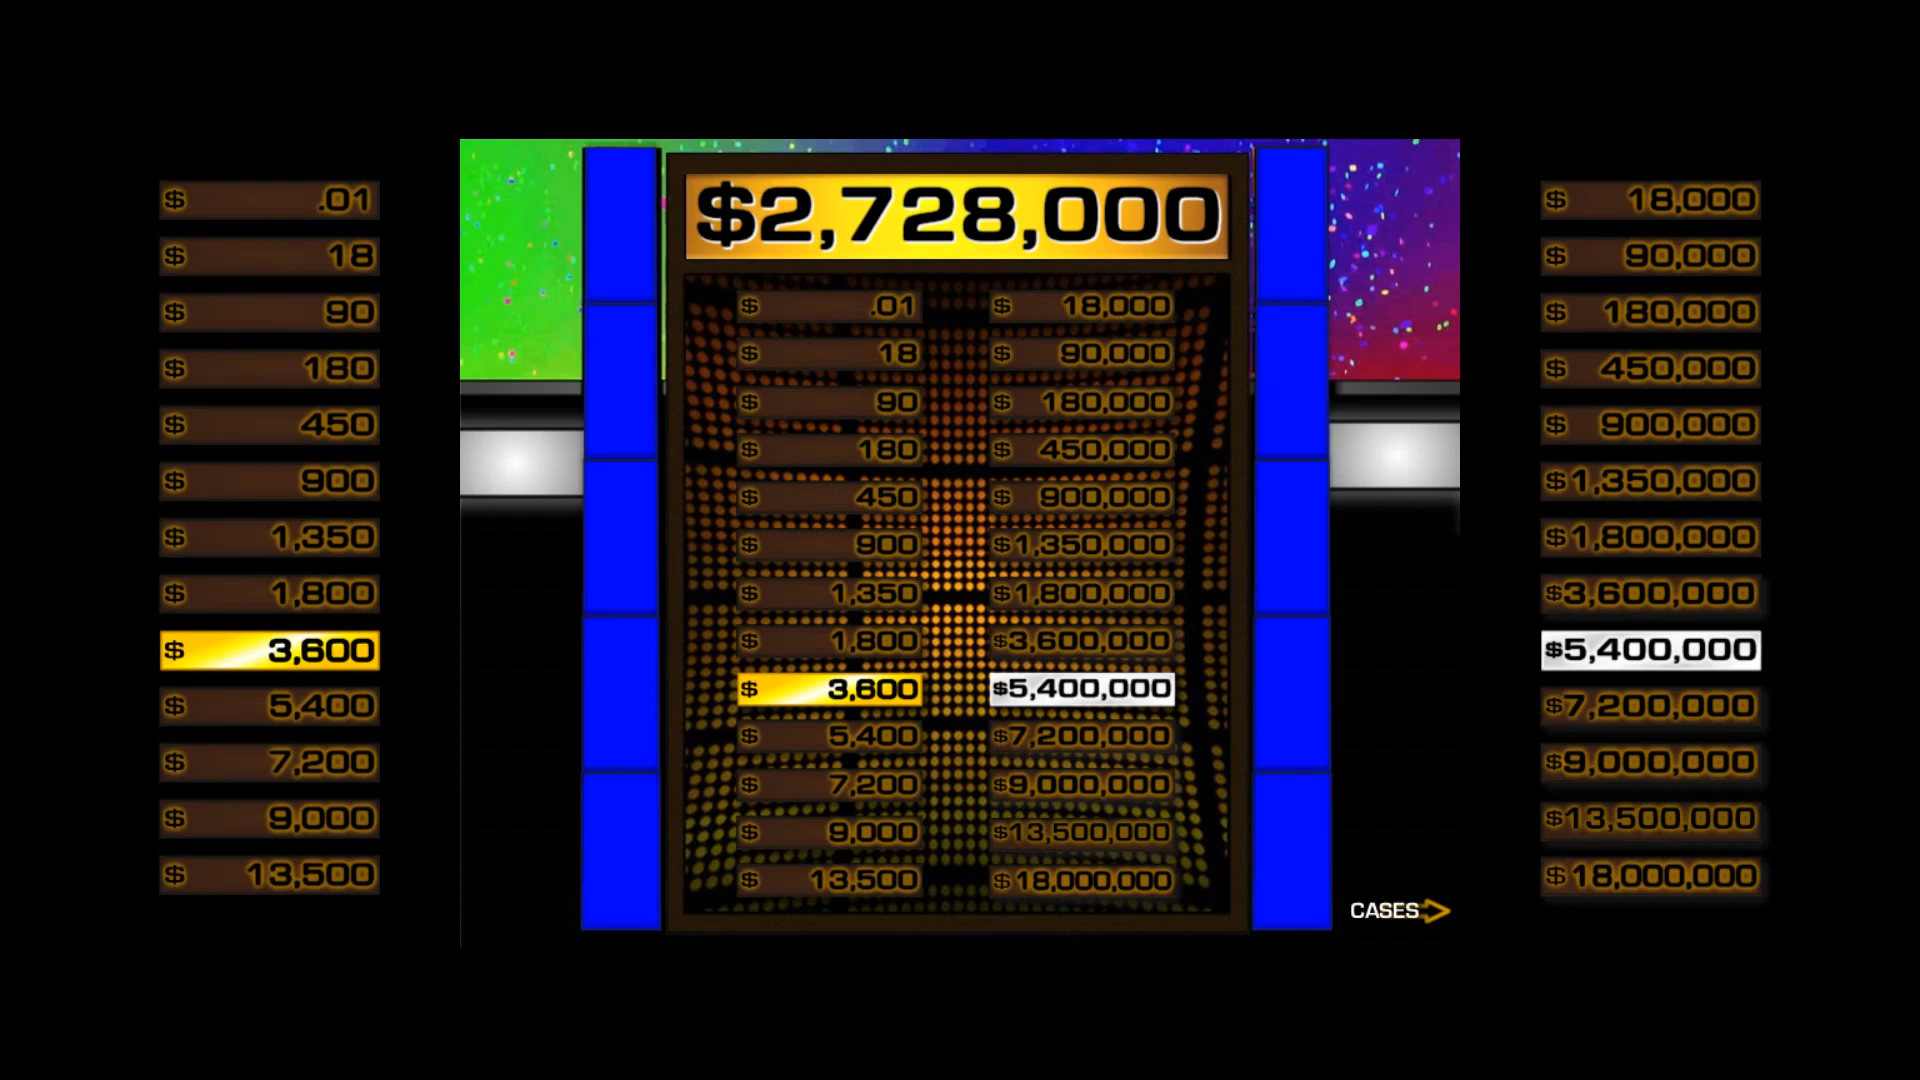 $2,728,000
$ .01
$ 18
$ 90
$ 180
$ 450
$ 900
$ 1,350
$ 1,800
$ 3,600
$ 5,400
$ 7,200
$ 9,000
$ 13,500
$ .01 $ 18,000
$ 18 $ 90,000
$ 90 $ 180,000
$ 180 $ 450,000
$ 450 $ 900,000
$ 900 $1,350,000
$ 1,350 $1,800,000
$ 1,800 $3,600,000
$ 3,600 $5,400,000
$ 5,400 $7,200,000
$ 7,200 $9,000,000
$ 9,000 $13,500,000
$ 13,500 $18,000,000
CASES
$ 18,000
$ 90,000
$ 180,000
$ 450,000
$ 900,000
$1,350,000
$1,800,000
$3,600,000
$5,400,000
$7,200,000
$9,000,000
$13,500,000
$18,000,000